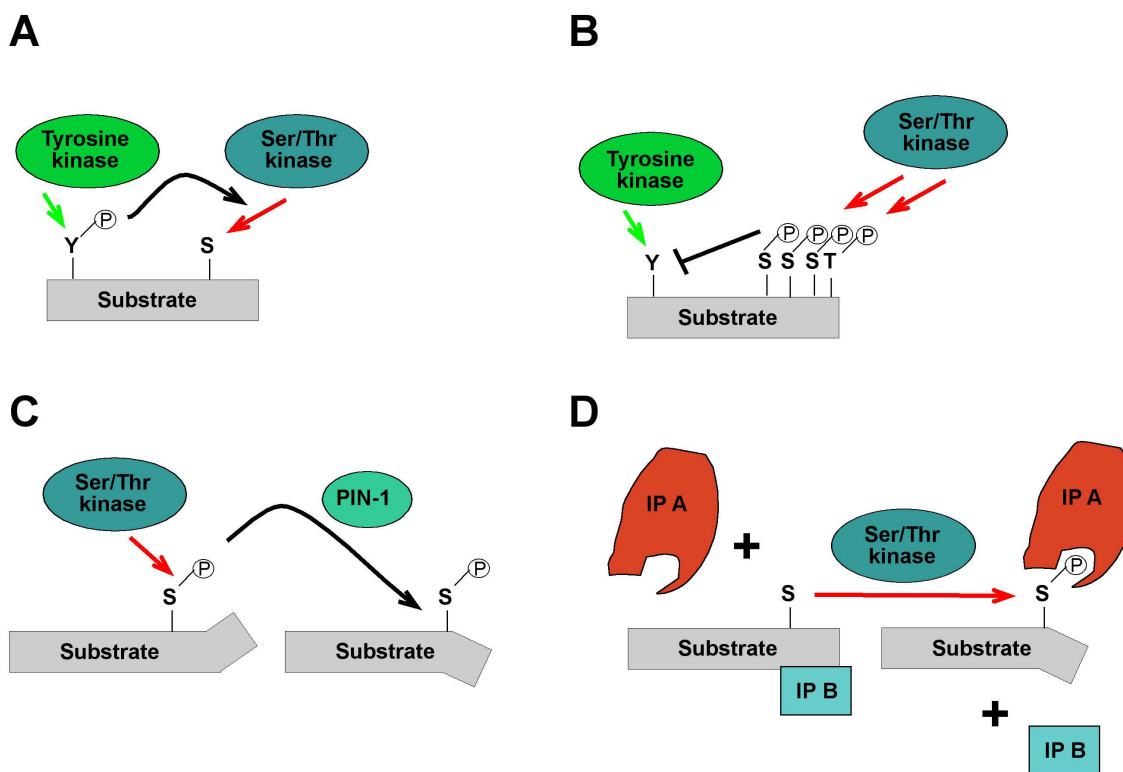 A
Tyrosine
kinase
Ser/Thr
kinase
P
Y
S
Substrate
B
Ser/Thr
kinase
Tyrosine
kinase
P P P P
Y
S S S T
Substrate
C
Ser/Thr
kinase
PIN-1
P
P
S
S
Substrate
Substrate
D
IP A
IP A
+
Ser/Thr
kinase
P
S
S
Substrate
Substrate
IP B
+
IP B